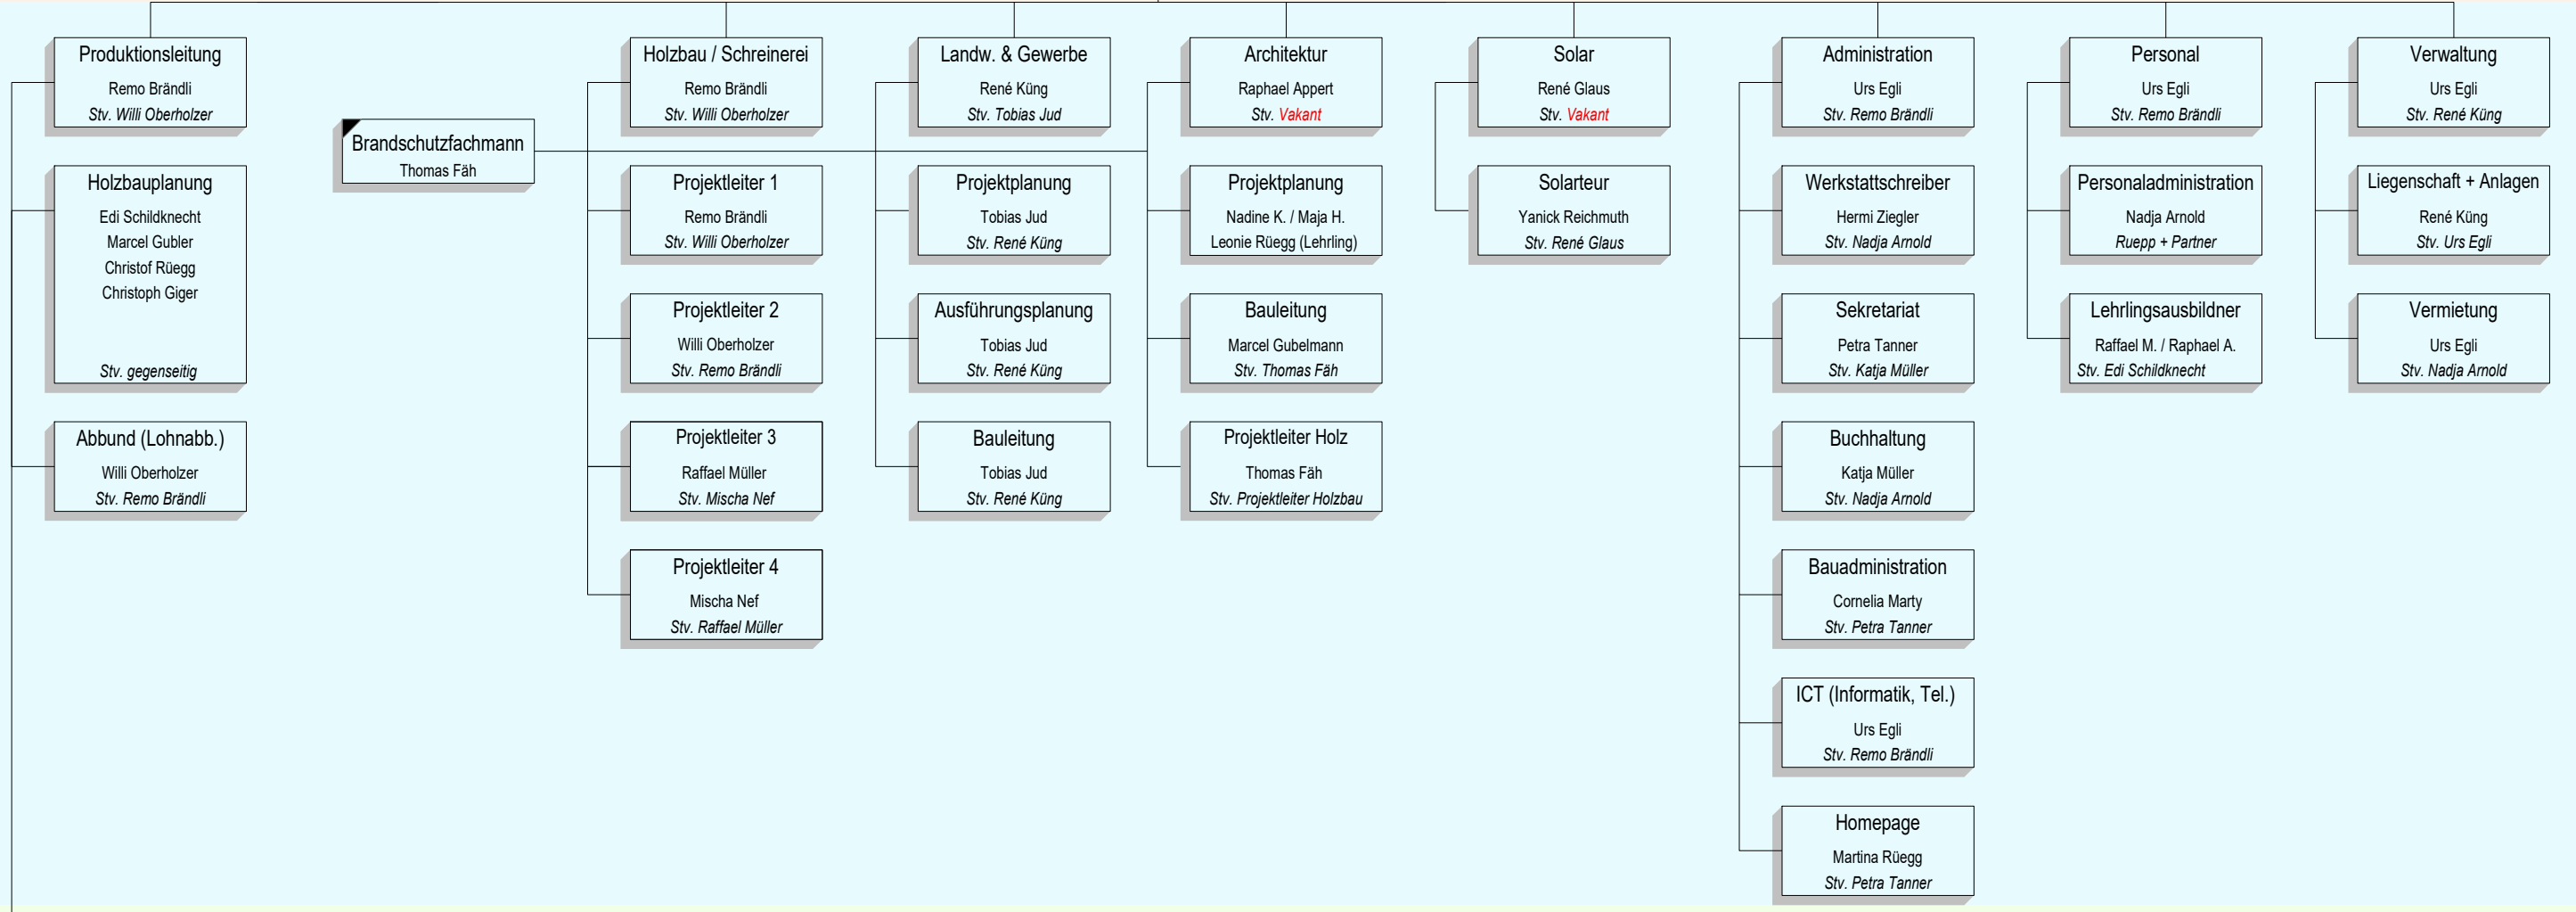 Produktionsleitung
Remo Brändli
Stv. Willi Oberholzer
Holzbauplanung
Edi Schildknecht
Marcel Gubler
Christof Rüegg
Christoph Giger
Stv. gegenseitig
Abbund (Lohnabb.)
Willi Oberholzer
Stv. Remo Brändli
Brandschutzfachmann
Thomas Fäh
Holzbau / Schreinerei
Remo Brändli
Stv. Willi Oberholzer
Projektleiter 1
Remo Brändli
Stv. Willi Oberholzer
Projektleiter 2
Willi Oberholzer
Stv. Remo Brändli
Projektleiter 3
Raffael Müller
Stv. Mischa Nef
Projektleiter 4
Mischa Nef
Stv. Raffael Müller
Landw. & Gewerbe
René Küng
Stv. Tobias Jud
Projektplanung
Tobias Jud
Stv. René Küng
Ausführungsplanung
Tobias Jud
Stv. René Küng
Bauleitung
Tobias Jud
Stv. René Küng
Architektur
Raphael Appert
Stv. Vakant
Projektplanung
Nadine K. / Maja H.
Leonie Rüegg (Lehrling)
Bauleitung
Marcel Gubelmann
Stv. Thomas Fäh
Projektleiter Holz
Thomas Fäh
Stv. Projektleiter Holzbau
Solar
René Glaus
Stv. Vakant
Solarteur
Yanick Reichmuth
Stv. René Glaus
Administration
Urs Egli
Stv. Remo Brändli
Werkstattschreiber
Hermi Ziegler
Stv. Nadja Arnold
Sekretariat
Petra Tanner
Stv. Katja Müller
Buchhaltung
Katja Müller
Stv. Nadja Arnold
Bauadministration
Cornelia Marty
Stv. Petra Tanner
ICT (Informatik, Tel.)
Urs Egli
Stv. Remo Brändli
Homepage
Martina Rüegg
Stv. Petra Tanner
Personal
Urs Egli
Stv. Remo Brändli
Personaladministration
Nadja Arnold
Ruepp + Partner
Lehrlingsausbildner
Raffael M. / Raphael A.
Stv. Edi Schildknecht
Verwaltung
Urs Egli
Stv. René Küng
Liegenschaft + Anlagen
René Küng
Stv. Urs Egli
Vermietung
Urs Egli
Stv. Nadja Arnold